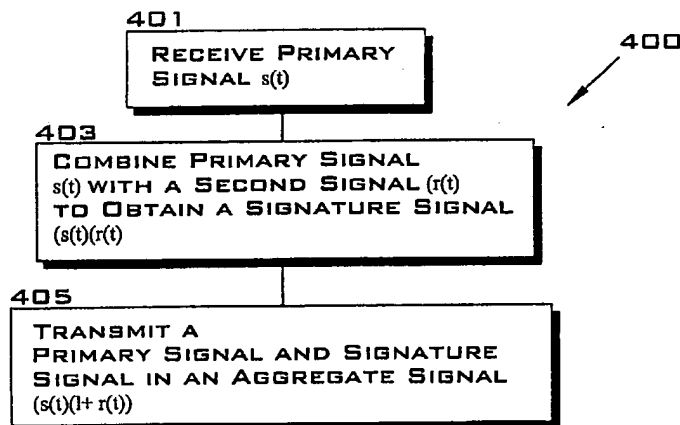 401
400
RECEIVE PRIMARY
SIGNAL s(t)
403
COMBINE PRIMARY SIGNAL
s(t) WITH A SECOND SIGNAL (r(t)
TO OBTAIN A SIGNATURE SIGNAL
(s(t)(r(t)
405
TRANSMIT A
PRIMARY SIGNAL AND SIGNATURE
SIGNAL IN AN AGGREGATE SIGNAL
(s(t)(l+ r(t))